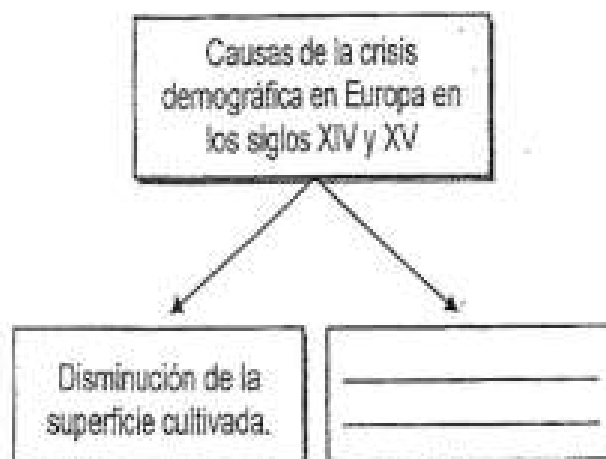 Causas de la crisis
demográfica en Europa en
los siglos XIV y XV
Disminución de la
superficie cultivada.